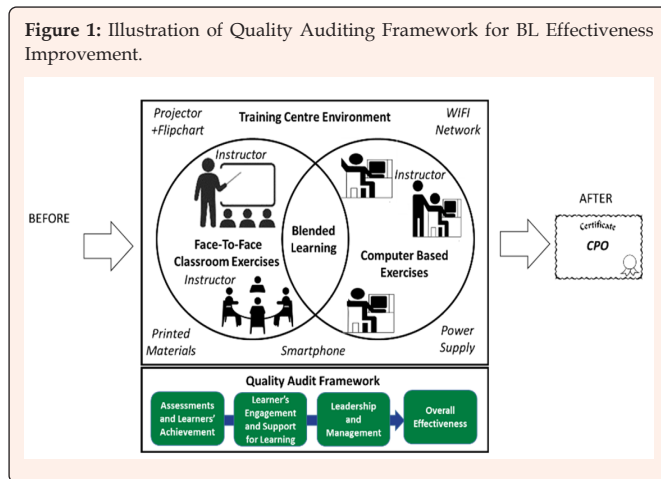 Figure 1: Illustration of Quality Auditing Framework for BL Effectiveness
Improvement.
Projector
+Flipchart
Training Centre Environment
WIFI
Network
Instructor
Instructor
BEFORE
AFTER
Certificate
CPO
Blended
Learning
Face-To-Face
Classroom Exercises
Computer Based
Exercises
Instructor
Printed
Materials
Smartphone
Power
Supply
Quality Audit Framework
Assessments
and Learners'
Achievement
Learner's
Engagement
and Support
for Learning
Leadership
and
Management
Overall
Effectiveness